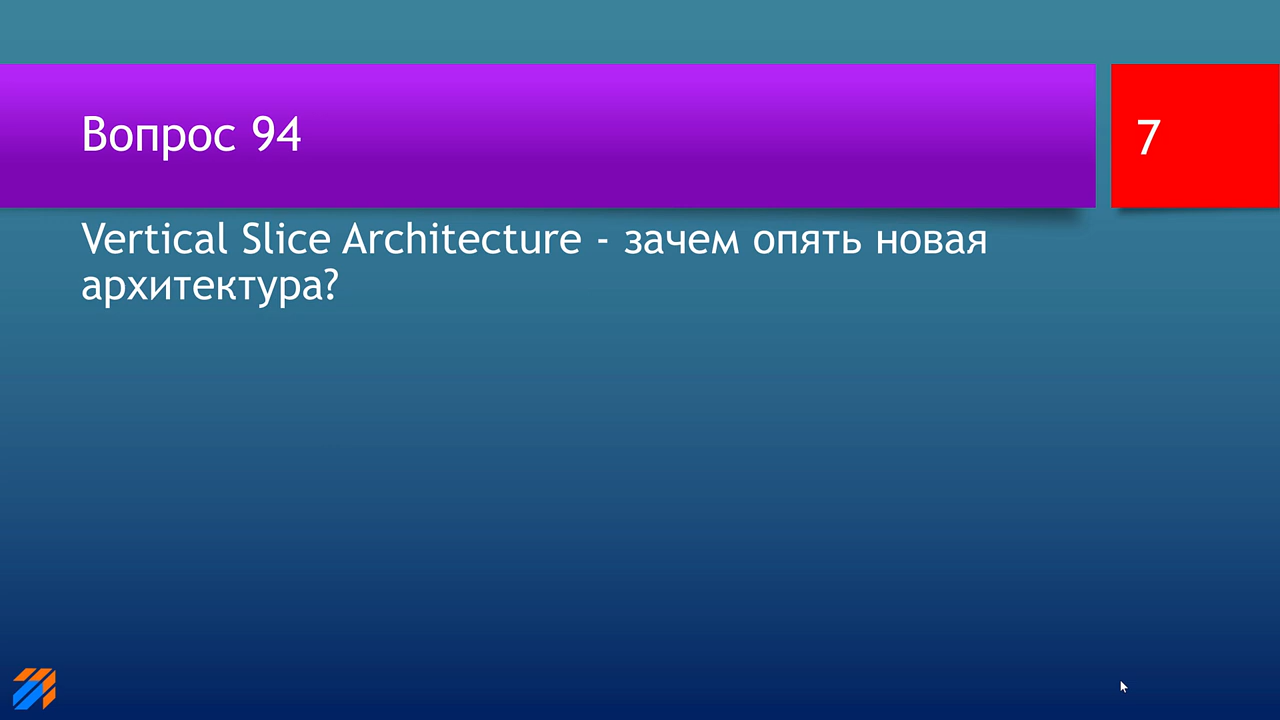 Вопрос 94
7
Vertical Slice Architecture - зачем опять новая
архитектура?